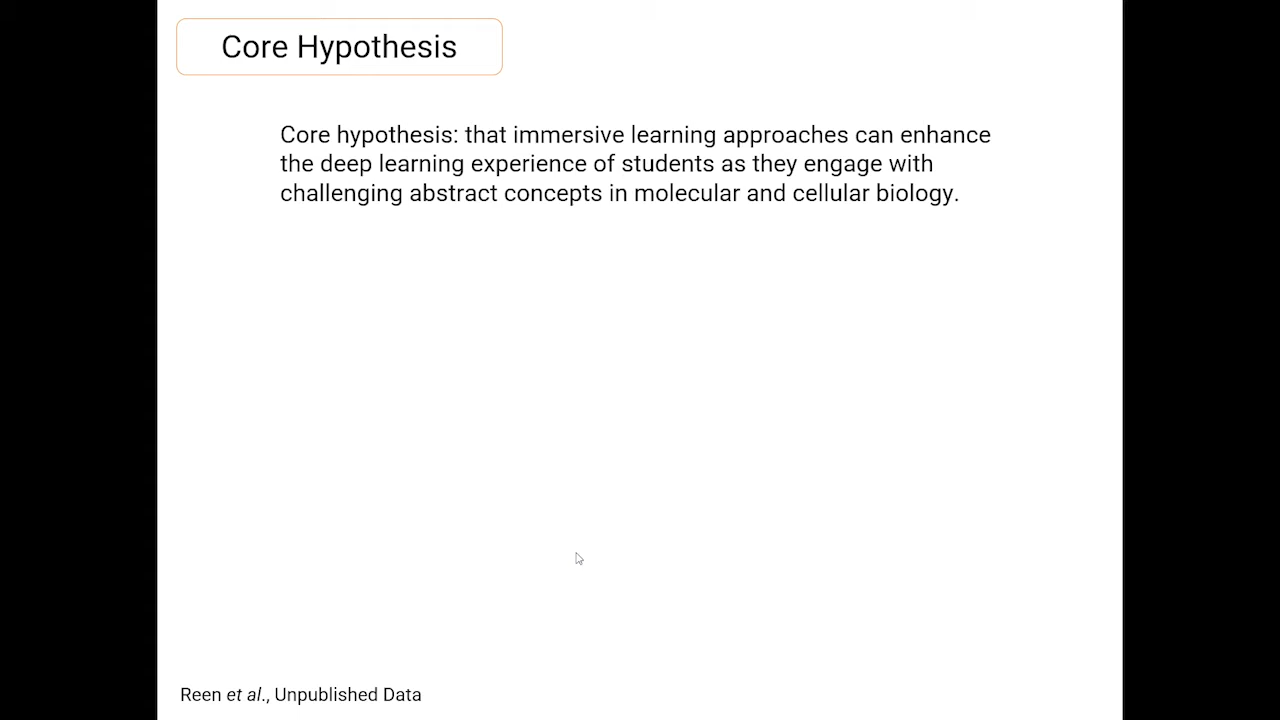 Core Hypothesis
Core hypothesis: that immersive learning approaches can enhance
the deep learning experience of students as they engage with
challenging abstract concepts in molecular and cellular biology.
Reen et al., Unpublished Data